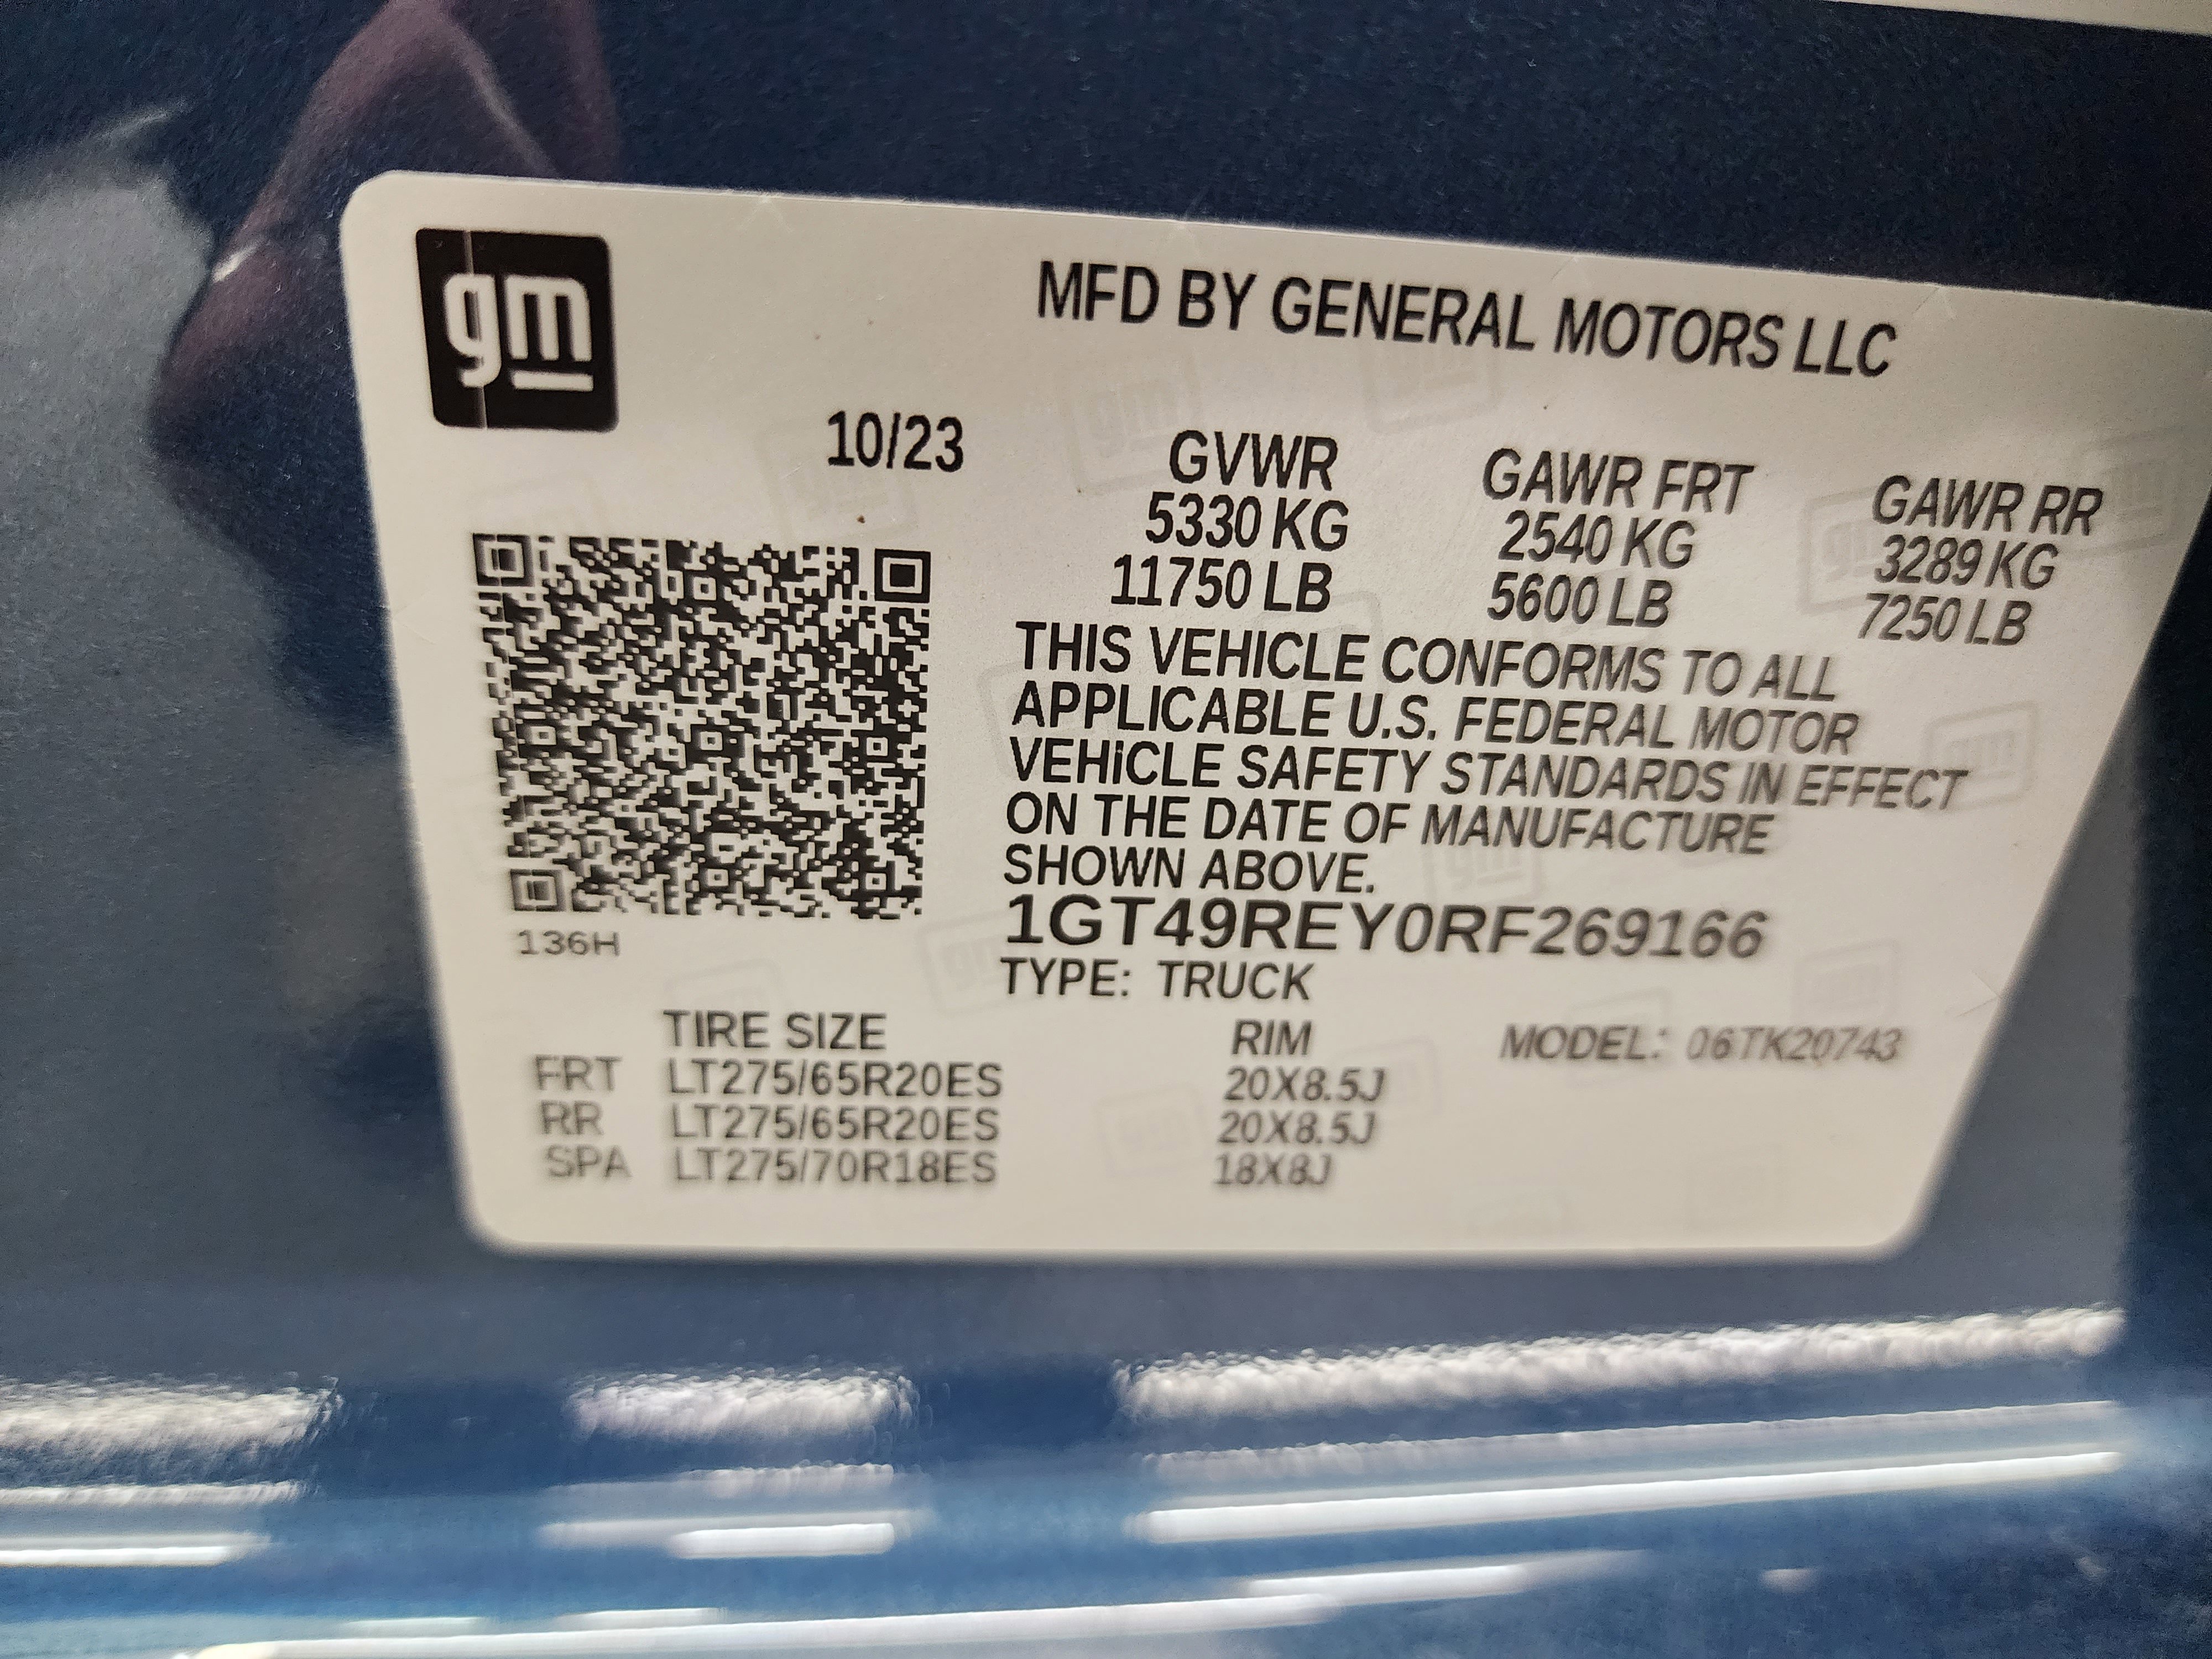 gm
MFD BY GENERAL MOTORS LLC
10/23
GVWR GAWR FRT GAWR RR
5330 KG 2540 KG 3289 KG
11750 LB 5600 LB 7250 LB
THIS VEHICLE CONFORMS TO ALL
APPLICABLE U.S. FEDERAL MOTOR
VEHICLE SAFETY STANDARDS IN EFFECT
ON THE DATE OF MANUFACTURE
SHOWN ABOVE.
1GT49REY0RF269166
136H
TYPE: TRUCK
TIRE SIZE RIM MODEL: 06TK20743
FRT LT275/65R20ES 20X8.5J
RR LT275/65R20ES 20X8.5J
SPA LT275/70R18ES 18X8J